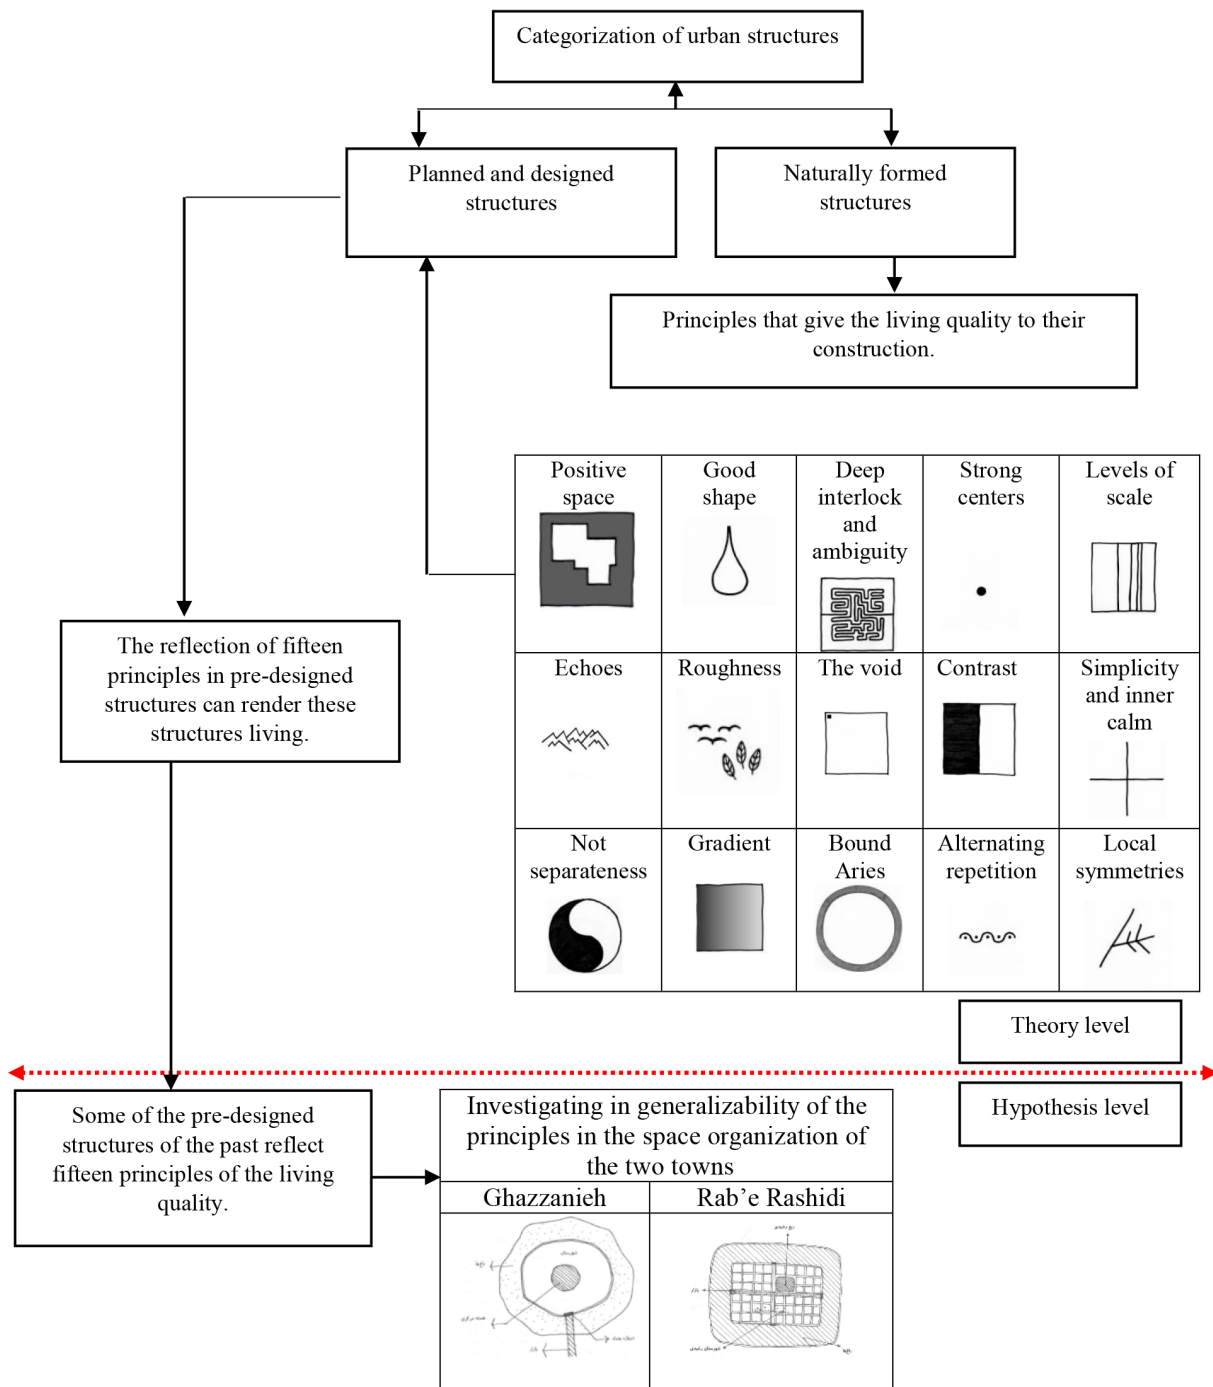 Categorization of urban structures
Planned and designed
structures
Naturally formed
structures
Principles that give the living quality to their
construction.
Positive
space
Good
shape
Deep
interlock
and
ambiguity
Strong
centers
Levels of
scale
The reflection of fifteen
principles in pre-designed
structures can render these
structures living.
Echoes
Roughness
The void
Contrast
Simplicity
and inner
calm
Not
separateness
Gradient
Bound
Aries
Alternating
repetition
Local
symmetries
Theory level
Hypothesis level
Some of the pre-designed
structures of the past reflect
fifteen principles of the living
quality.
Investigating in generalizability of the
principles in the space organization of
the two towns
Ghazzanieh
Rab’e Rashidi